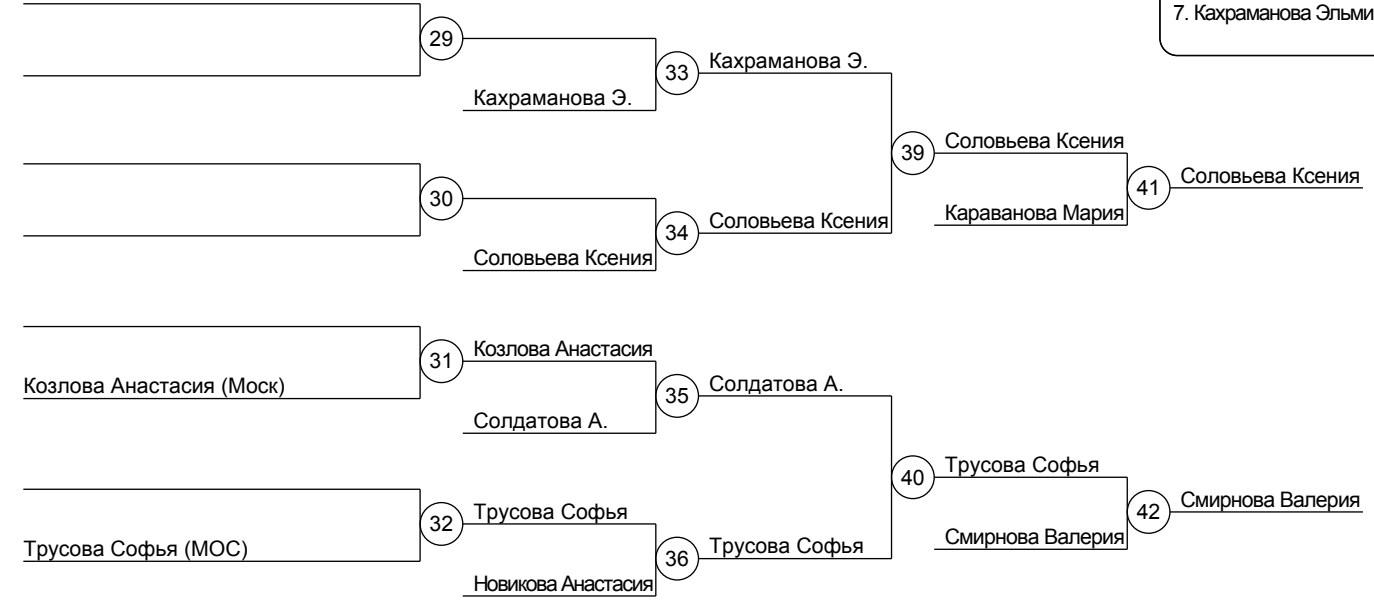 7. Кахраманова Эльми
29
33
Кахраманова Э.
Кахраманова Э.
39
Соловьева Ксения
41
Соловьева Ксения
30
34
Соловьева Ксения
Караванова Мария
Соловьева Ксения
31
Козлова Анастасия
Козлова Анастасия (Моск)
35
Солдатова А.
Солдатова А.
40
Трусова Софья
42
Смирнова Валерия
32
Трусова Софья
Трусова Софья (МОС)
36
Трусова Софья
Смирнова Валерия
Новикова Анастасия